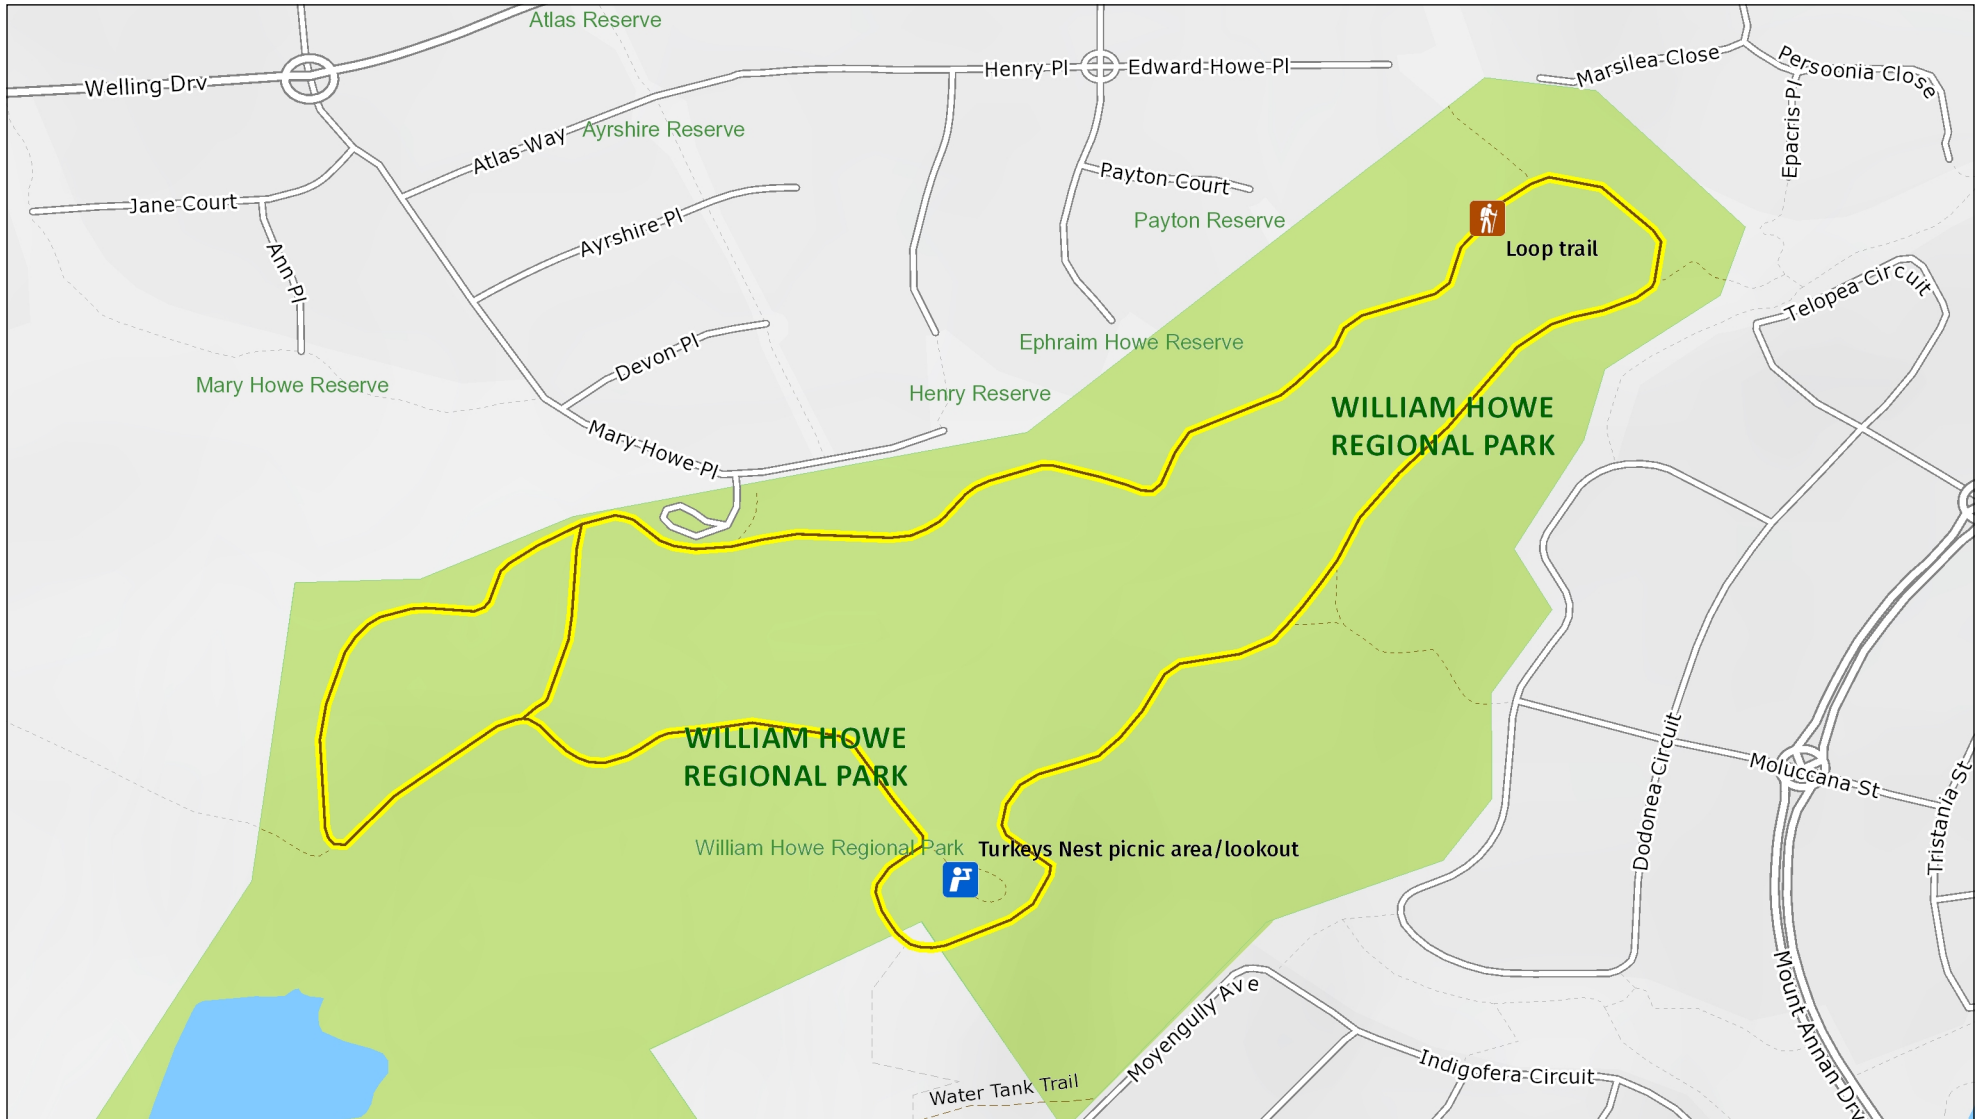 Atlas Reserve
Welling Drv
Henry Pl
Edward Howe Pl
Marsilea Close
Persoonia Close
Epacris Pl
Atlas Way
Ayrshire Reserve
Payton Court
Jane Court
Payton Reserve
Ayrshire Pl
Ann Pl
Loop trail
Telopea Circuit
Devon Pl
Ephraim Howe Reserve
Mary Howe Reserve
Henry Reserve
WILLIAM HOWE
REGIONAL PARK
Mary Howe Pl
WILLIAM HOWE
REGIONAL PARK
Dodonea Circuit
Moluccana St
Tristania St
William Howe Regional Park
Turkeys Nest picnic area/lookout
Mount Annan Drv
Moyengully Ave
Indigofera Circuit
Water Tank Trail